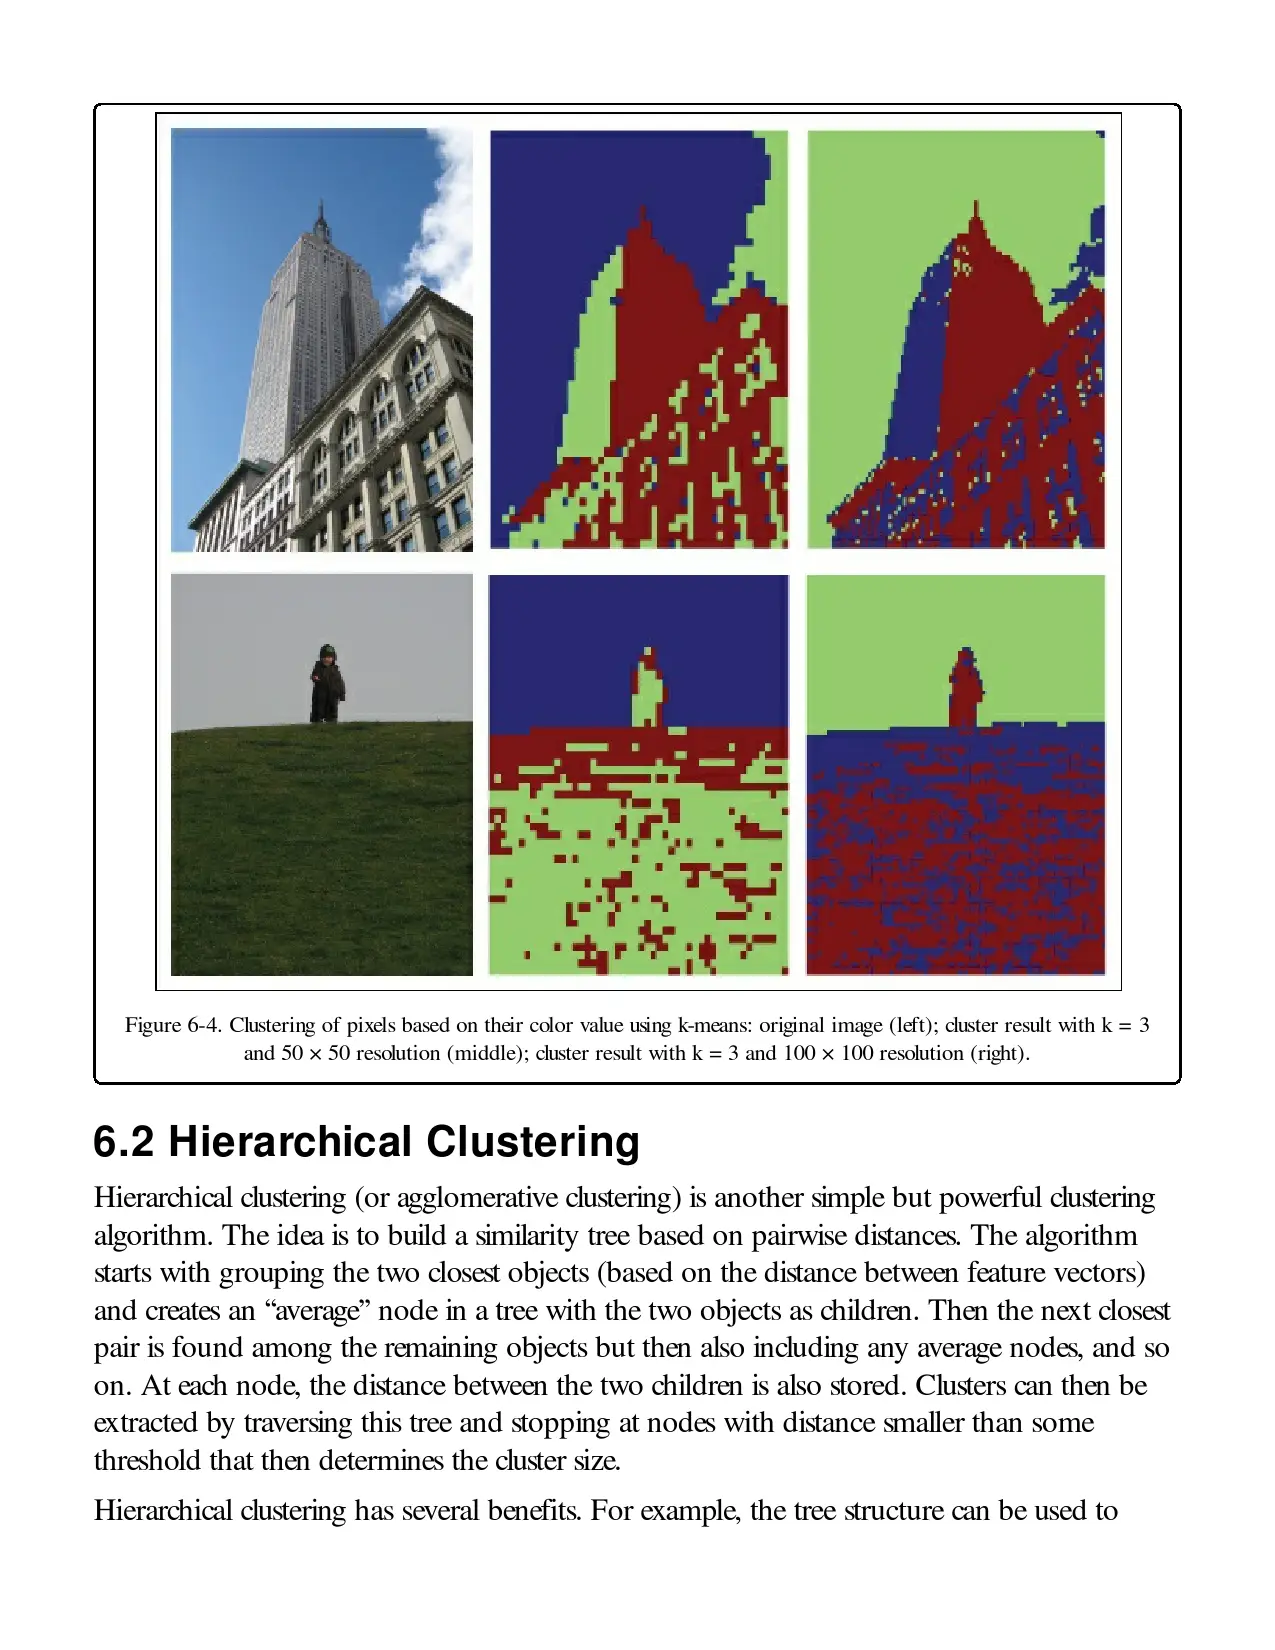 Figure 6-4. Clustering of pixels based on their color value using k-means: original image (left); cluster result with k = 3
and 50 × 50 resolution (middle); cluster result with k = 3 and 100 × 100 resolution (right).
6.2 Hierarchical Clustering
Hierarchical clustering (or agglomerative clustering) is another simple but powerful clustering
algorithm. The idea is to build a similarity tree based on pairwise distances. The algorithm
starts with grouping the two closest objects (based on the distance between feature vectors)
and creates an “average” node in a tree with the two objects as children. Then the next closest
pair is found among the remaining objects but then also including any average nodes, and so
on. At each node, the distance between the two children is also stored. Clusters can then be
extracted by traversing this tree and stopping at nodes with distance smaller than some
threshold that then determines the cluster size.
Hierarchical clustering has several benefits. For example, the tree structure can be used to